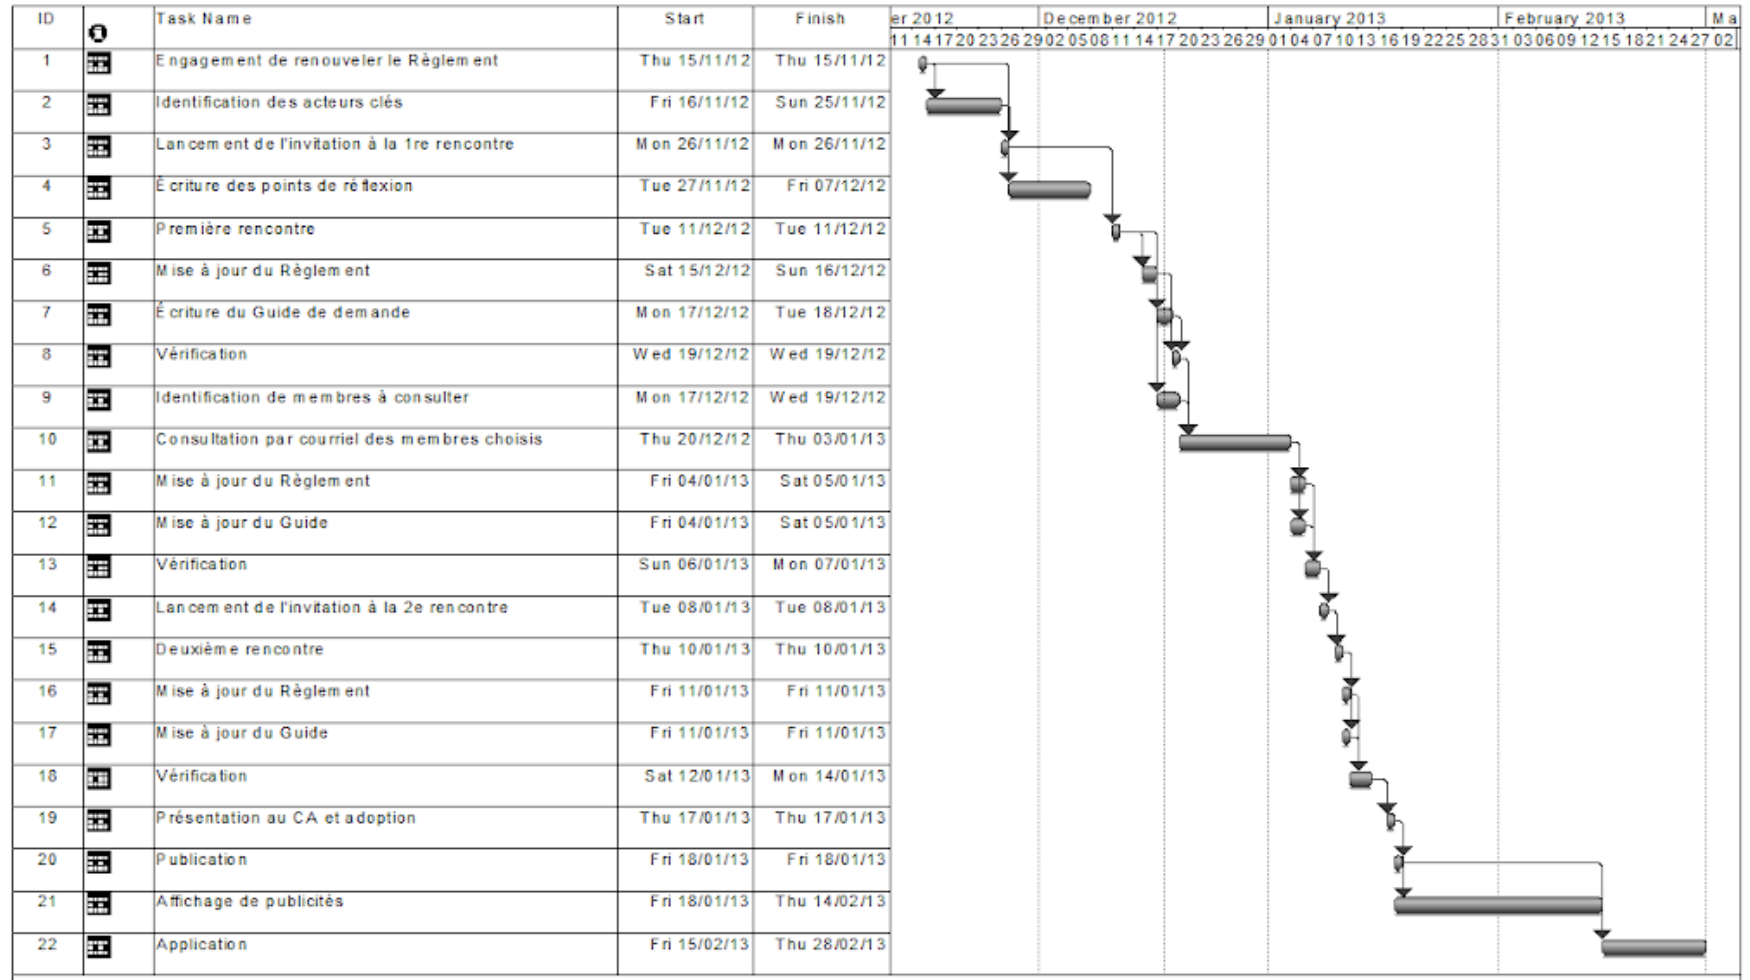 ID Task Name Start Finish er 2012 December 2012 January 2013 February 2013 Ma
11 14 17 20 23 26 29 02 05 08 11 14 17 20 23 26 29 01 04 07 10 13 16 19 22 25 28 31 03 06 09 12 15 18 21 24 27 02
1 Engagement de renouveler le Règlement Thu 15/11/12 Thu 15/11/12
2 Identification des acteurs clés Fri 16/11/12 Sun 25/11/12
3 Lancement de l'invitation à la 1re rencontre Mon 26/11/12 Mon 26/11/12
4 Écriture des points de réflexion Tue 27/11/12 Fri 07/12/12
5 Première rencontre Tue 11/12/12 Tue 11/12/12
6 Mise à jour du Règlement Sat 15/12/12 Sun 16/12/12
7 Écriture du Guide de demande Mon 17/12/12 Tue 18/12/12
8 Vérification Wed 19/12/12 Wed 19/12/12
9 Identification de membres à consulter Mon 17/12/12 Wed 19/12/12
10 Consultation par courriel des membres choisis Thu 20/12/12 Thu 03/01/13
11 Mise à jour du Règlement Fri 04/01/13 Sat 05/01/13
12 Mise à jour du Guide Fri 04/01/13 Sat 05/01/13
13 Vérification Sun 06/01/13 Mon 07/01/13
14 Lancement de l'invitation à la 2e rencontre Tue 08/01/13 Tue 08/01/13
15 Deuxième rencontre Thu 10/01/13 Thu 10/01/13
16 Mise à jour du Règlement Fri 11/01/13 Fri 11/01/13
17 Mise à jour du Guide Fri 11/01/13 Fri 11/01/13
18 Vérification Sat 12/01/13 Mon 14/01/13
19 Présentation au CA et adoption Thu 17/01/13 Thu 17/01/13
20 Publication Fri 18/01/13 Fri 18/01/13
21 Affichage de publicités Fri 18/01/13 Thu 14/02/13
22 Application Fri 15/02/13 Thu 28/02/13